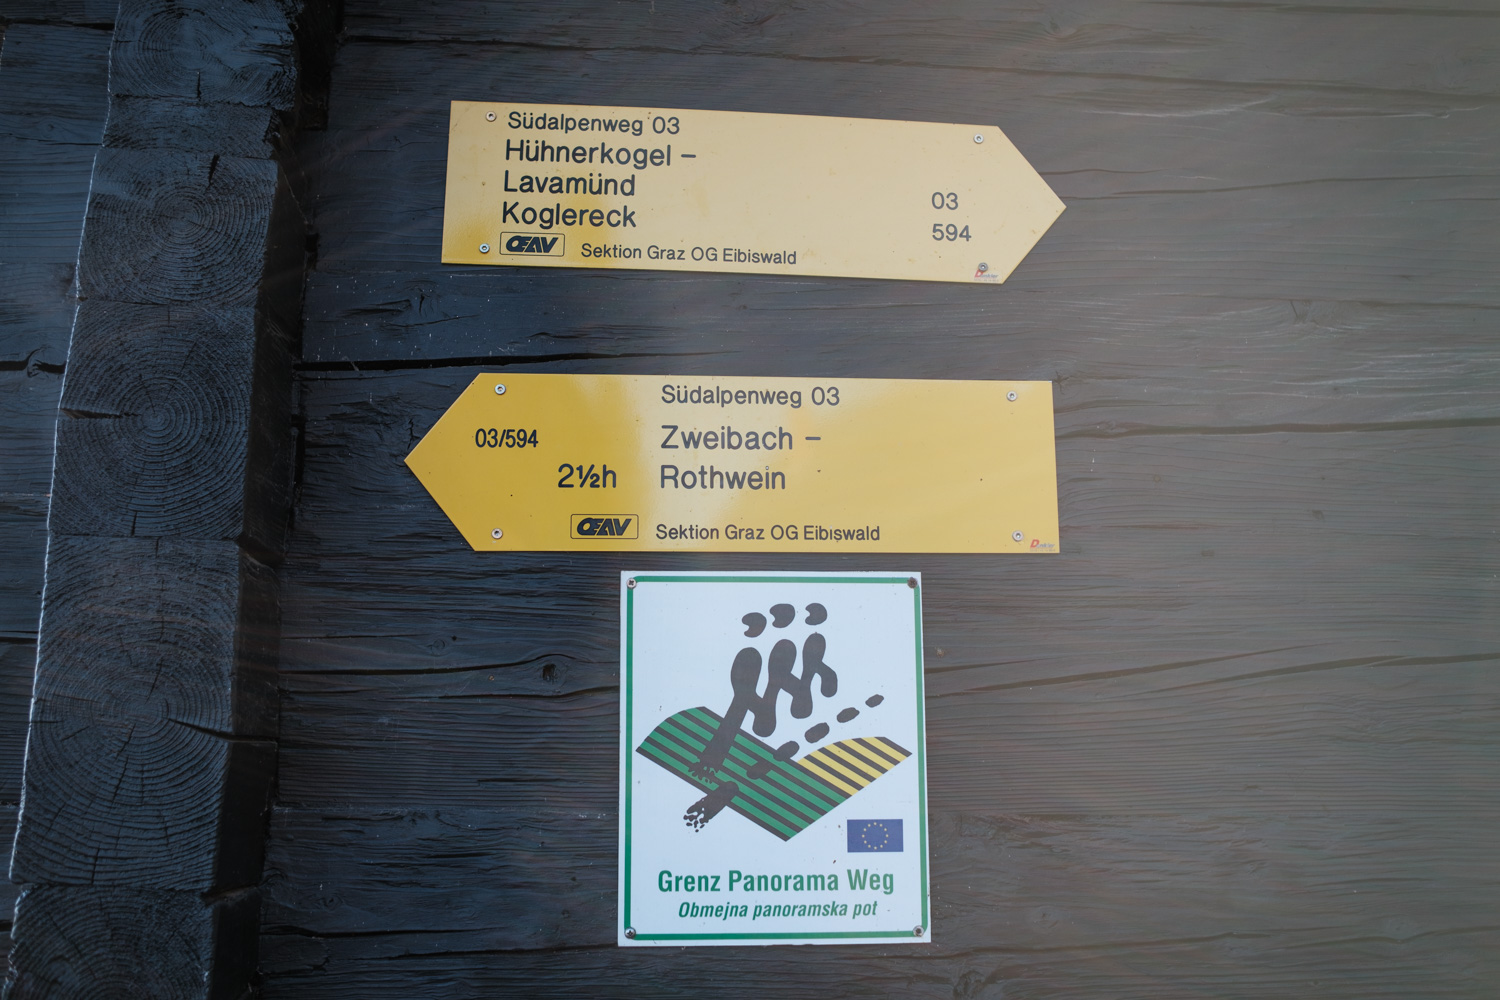 Südalpenweg 03
Hühnerkogel –
Lavamünd 03
Koglereck 594
ŒAV Sektion Graz OG Eibiswald
Südalpenweg 03
03/594 Zweibach –
2½h Rothwein
ŒAV Sektion Graz OG Eibiswald
Grenz Panorama Weg
Obmejna panoramska pot